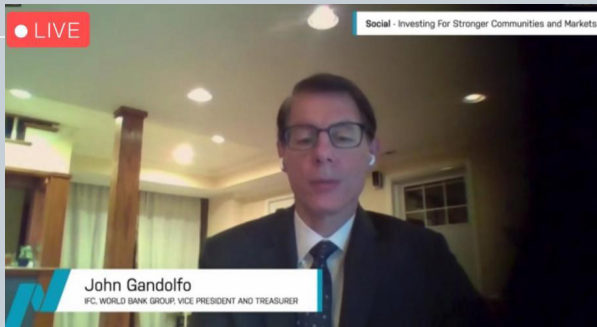 LIVE
Social - Investing For Stronger Communities and Markets
John Gandolfo
IFC, WORLD BANK GROUP, VICE PRESIDENT AND TREASURER